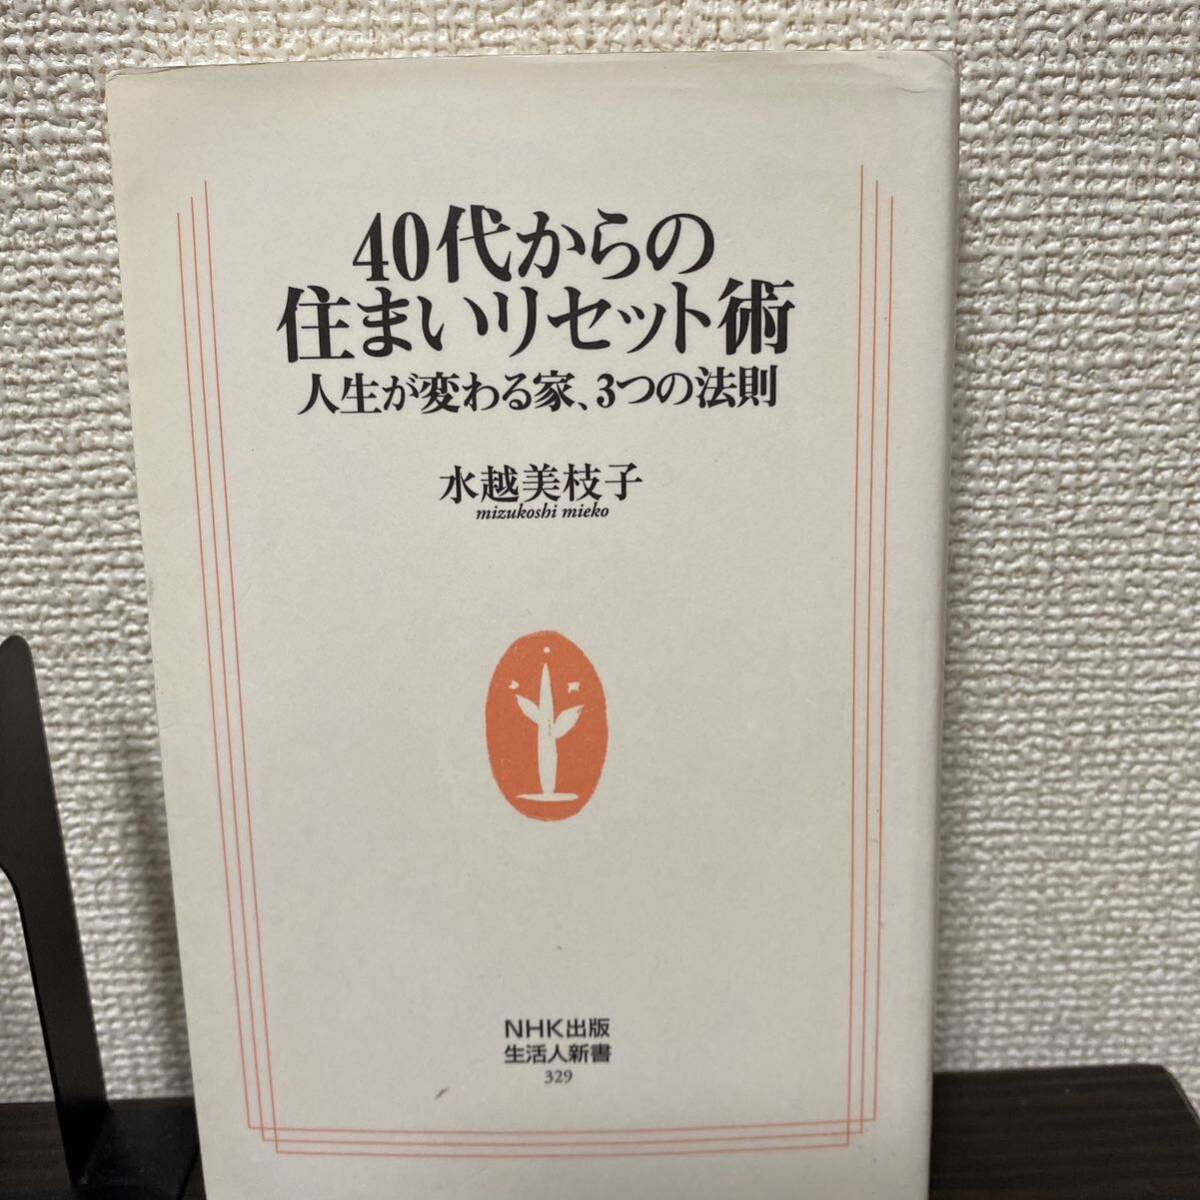 40代からの
住まいリセット術
人生が変わる家、3つの法則
水越美枝子
mizukoshi mieko
NHK出版
生活人新書
329